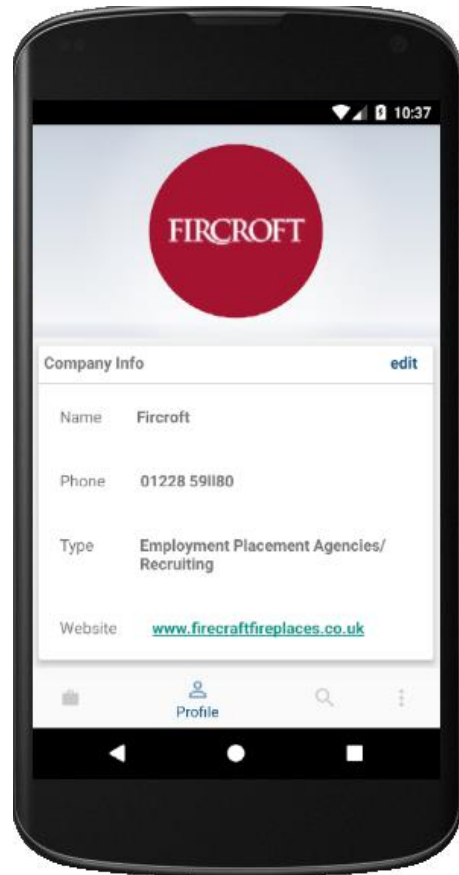 10:37
FIRCROFT
Company Info edit
Name Fircroft
Phone 01228 59II80
Type Employment Placement Agencies/
Recruiting
Website www.firecraftfireplaces.co.uk
Profile